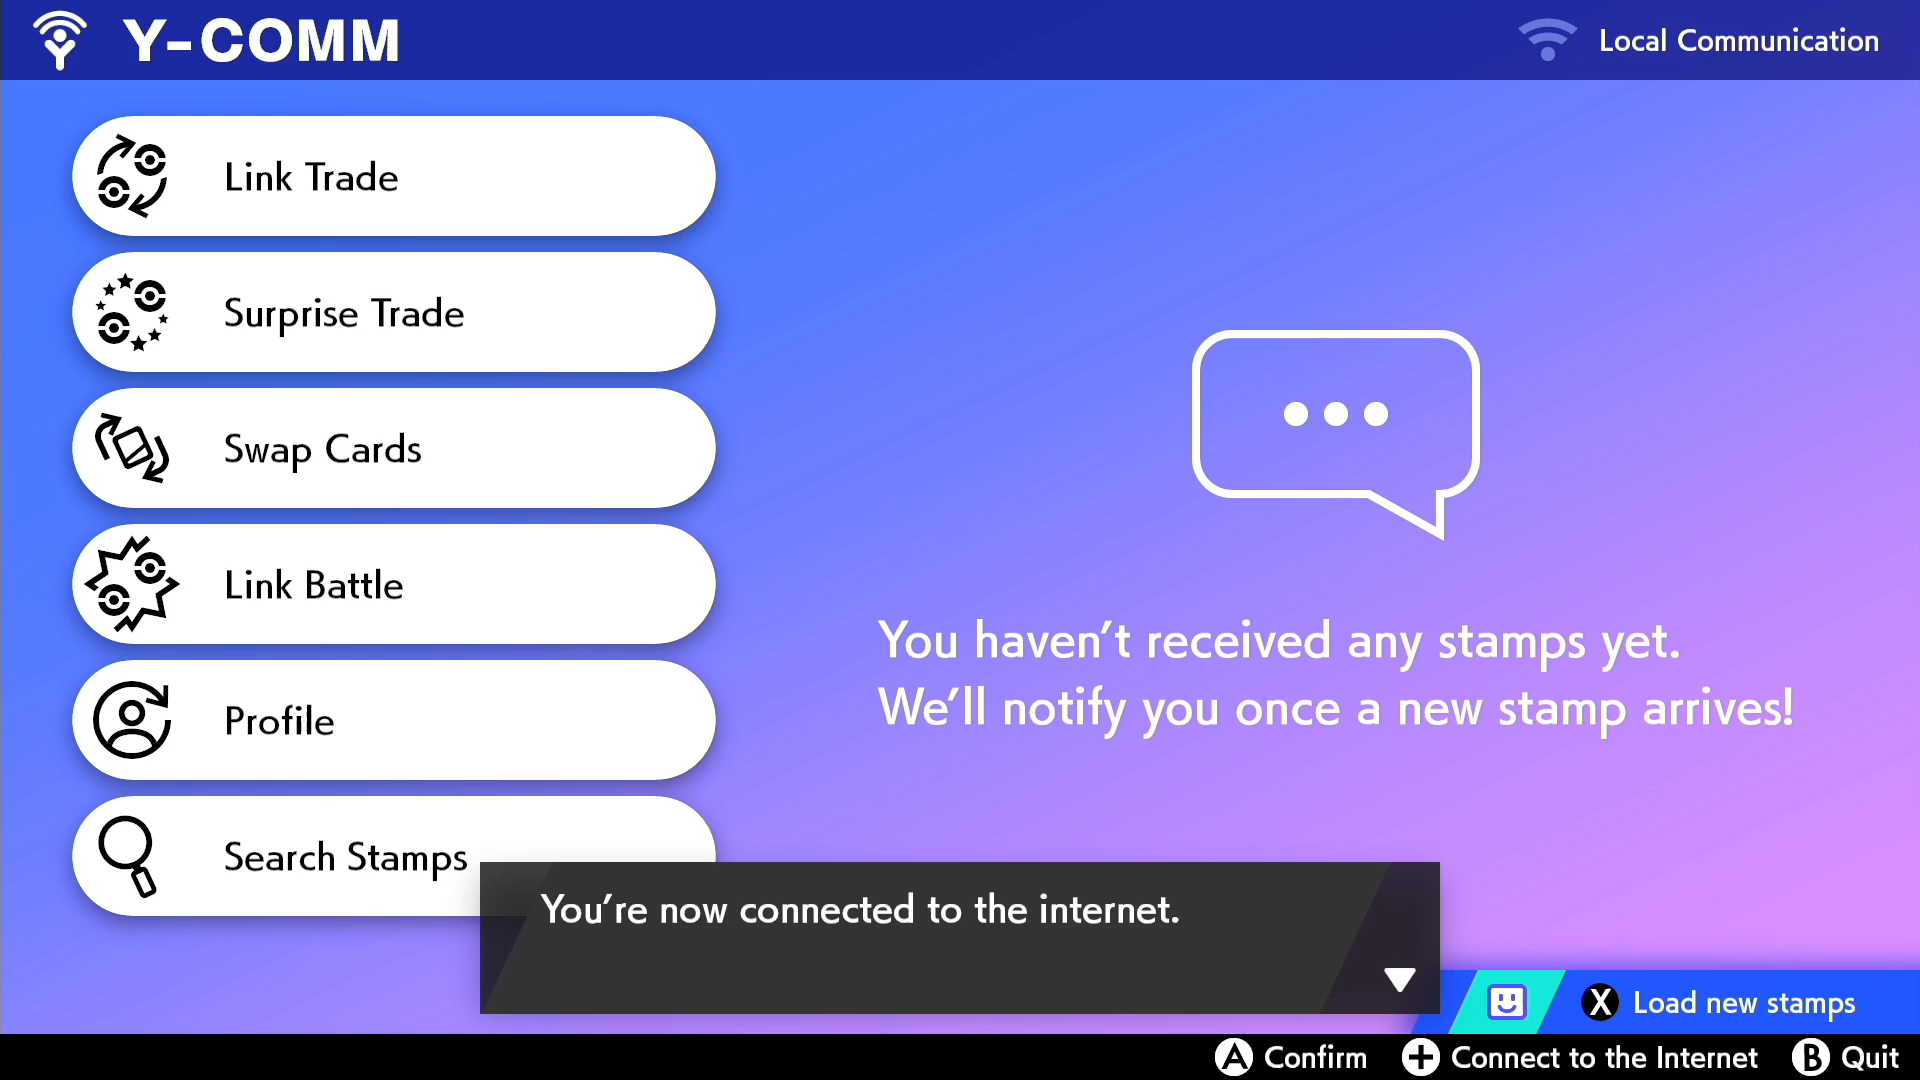 Y-COMM
Local Communication
Link Trade
Surprise Trade
Swap Cards
Link Battle
Profile
Search Stamps
You haven't received any stamps yet.
We'll notify you once a new stamp arrives!
You're now connected to the internet.
X Load new stamps
A Confirm + Connect to the Internet B Quit